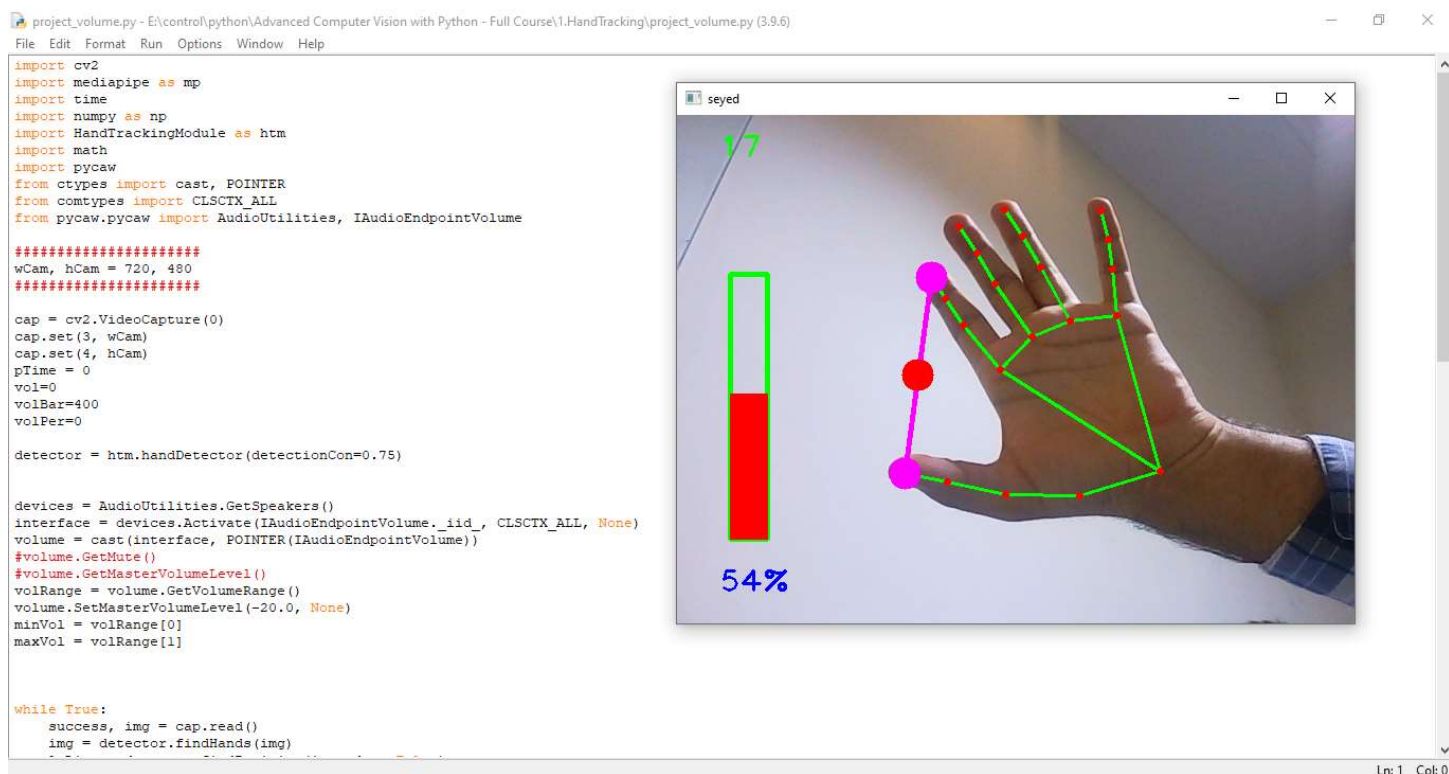 project_volume.py - E:\control\python\Advanced Computer Vision with Python - Full Course\1.HandTracking\project_volume.py (3.9.6)
File Edit Format Run Options Window Help
import cv2
import mediapipe as mp
import time
import numpy as np
import HandTrackingModule as htm
import math
import pycaw
from ctypes import cast, POINTER
from comtypes import CLSCTX_ALL
from pycaw.pycaw import AudioUtilities, IAudioEndpointVolume
######################
wCam, hCam = 720, 480
######################
cap = cv2.VideoCapture(0)
cap.set(3, wCam)
cap.set(4, hCam)
pTime = 0
vol=0
volBar=400
volPer=0
detector = htm.handDetector(detectionCon=0.75)
devices = AudioUtilities.GetSpeakers()
interface = devices.Activate(IAudioEndpointVolume._iid_, CLSCTX_ALL, None)
volume = cast(interface, POINTER(IAudioEndpointVolume))
#volume.GetMute()
#volume.GetMasterVolumeLevel()
volRange = volume.GetVolumeRange()
volume.SetMasterVolumeLevel(-20.0, None)
minVol = volRange[0]
maxVol = volRange[1]
while True:
    success, img = cap.read()
    img = detector.findHands(img)
seyed
17
54%
Ln: 1 Col: 0